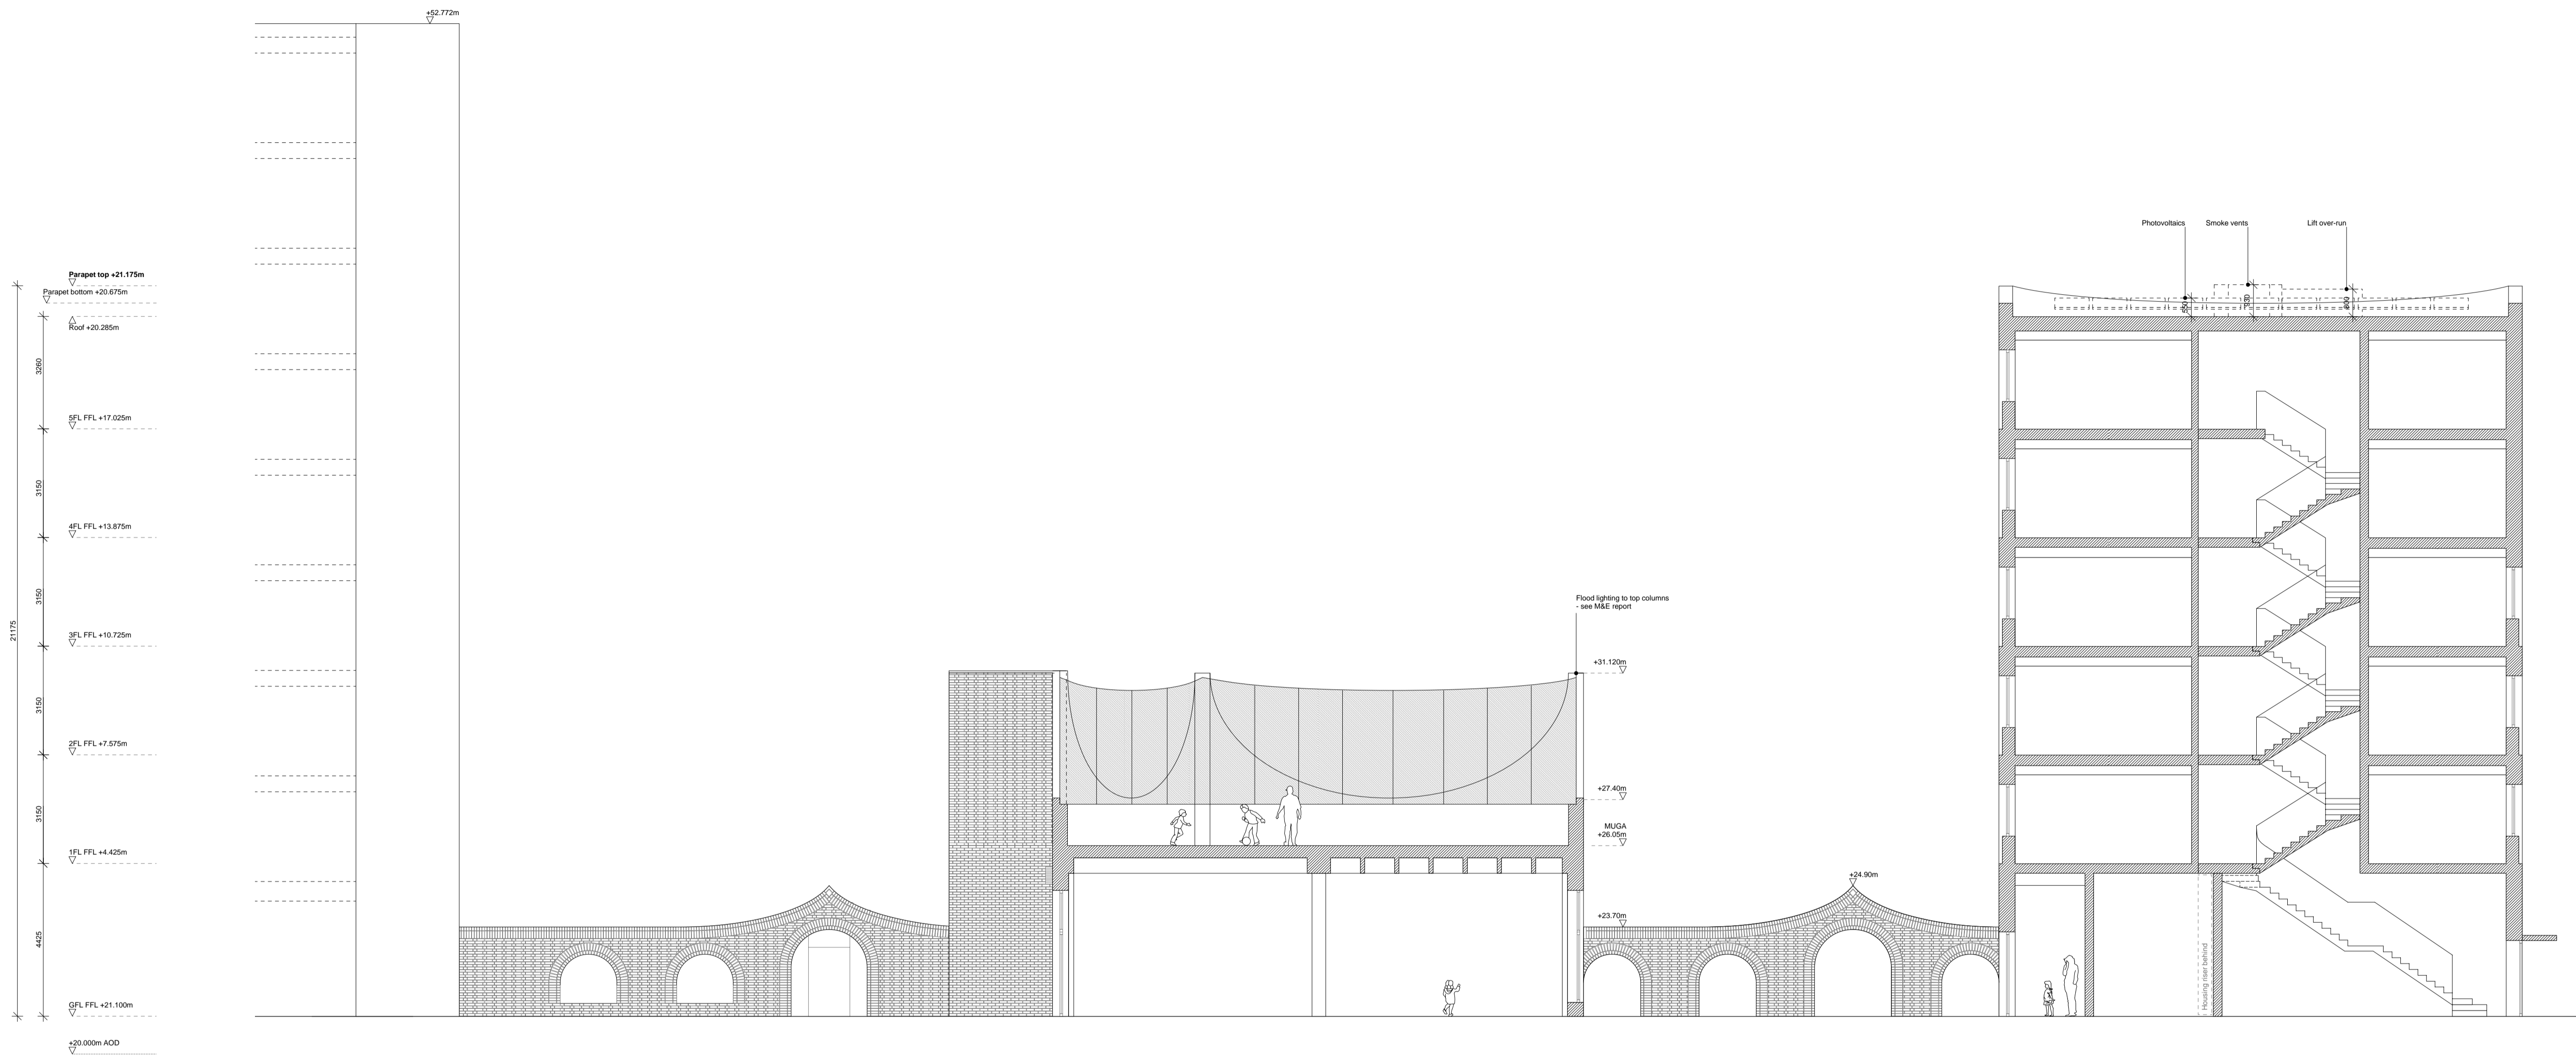 +52.772m
Photovoltaics
Smoke vents
Lift over-run
Parapet top +21.175m
Parapet bottom +20.675m
Roof +20.285m
550
930
800
3260
5FL FFL +17.025m
3150
4FL FFL +13.875m
3150
21175
3FL FFL +10.725m
Flood lighting to top columns
- see M&E report
+31.120m
3150
2FL FFL +7.575m
+27.40m
3150
MUGA
+26.05m
1FL FFL +4.425m
+24.90m
+23.70m
4425
Housing riser behind
GFL FFL +21.100m
+20.000m AOD